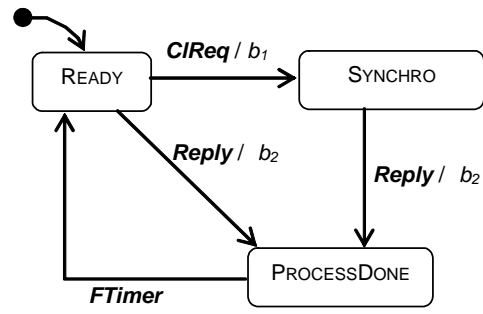 READY
ClReq / b1
SYNCHRO
Reply / b2
Reply / b2
PROCESSDONE
FTimer